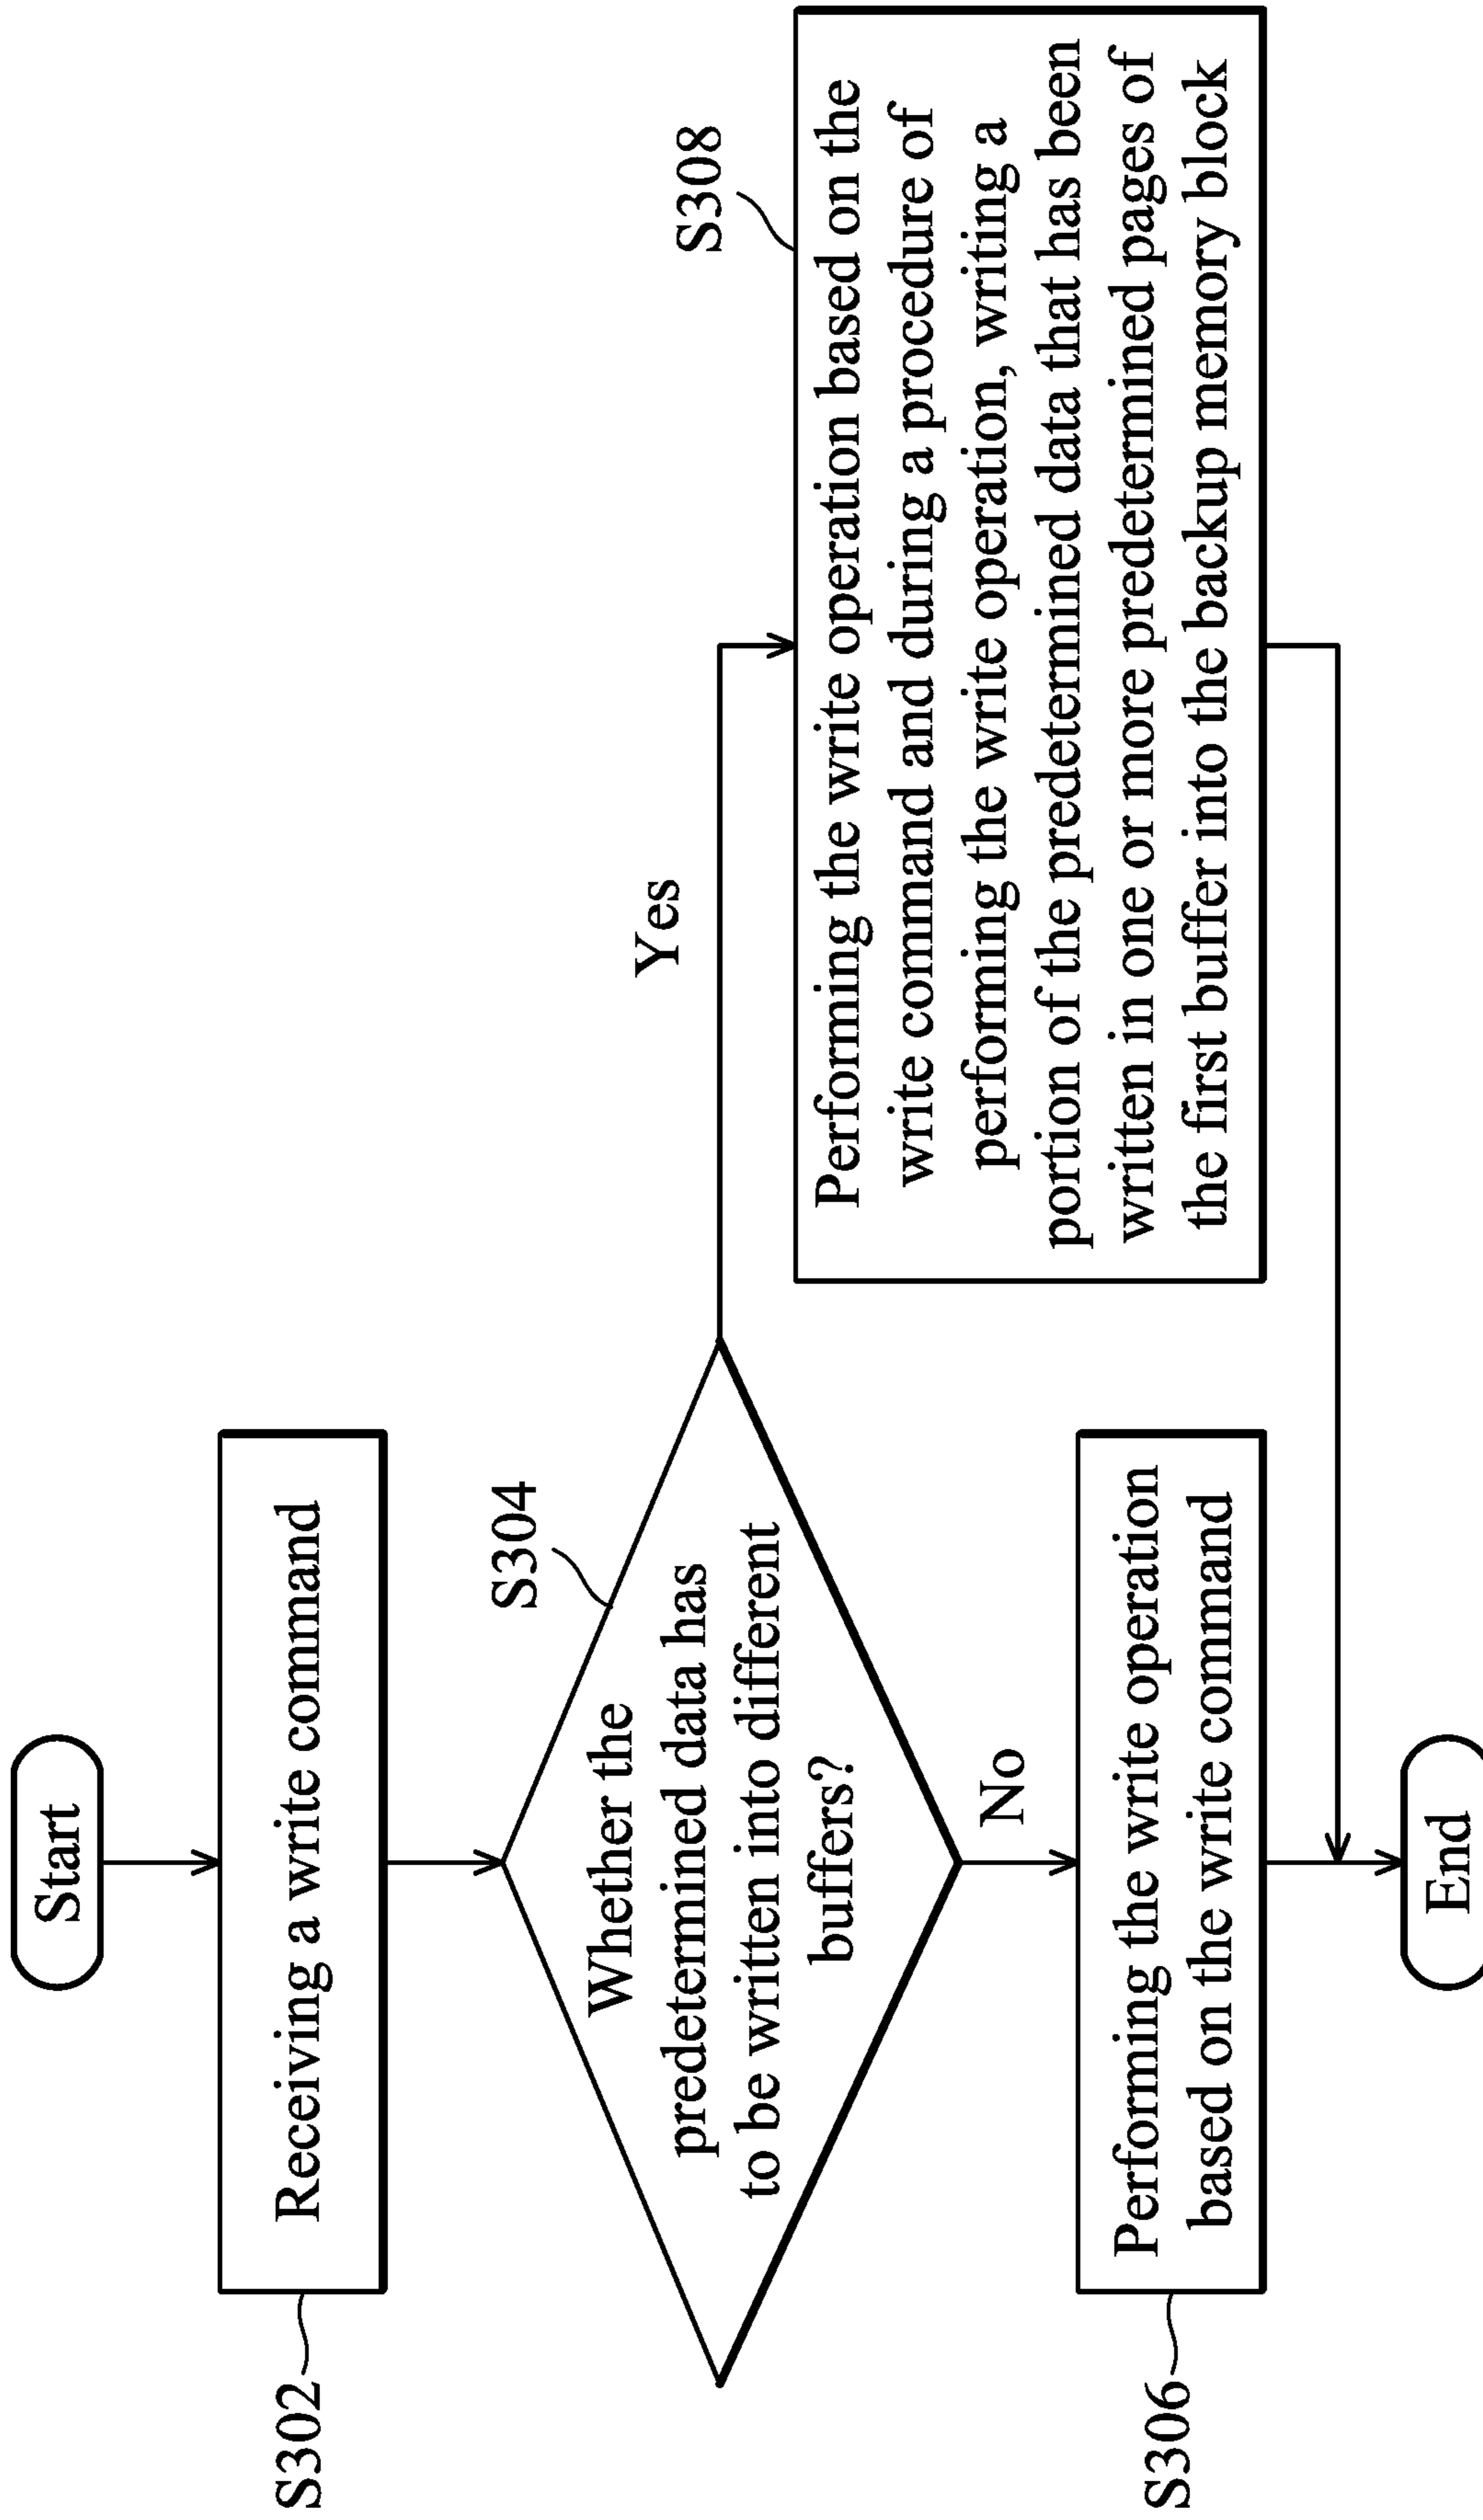 Start
S302
Receiving a write command
S304
Whether the
predetermined data has
to be written into different
buffers?
Yes
No
S306
Performing the write operation
based on the write command
S308
Performing the write operation based on the
write command and during a procedure of
performing the write operation, writing a
portion of the predetermined data that has been
written in one or more predetermined pages of
the first buffer into the backup memory block
End